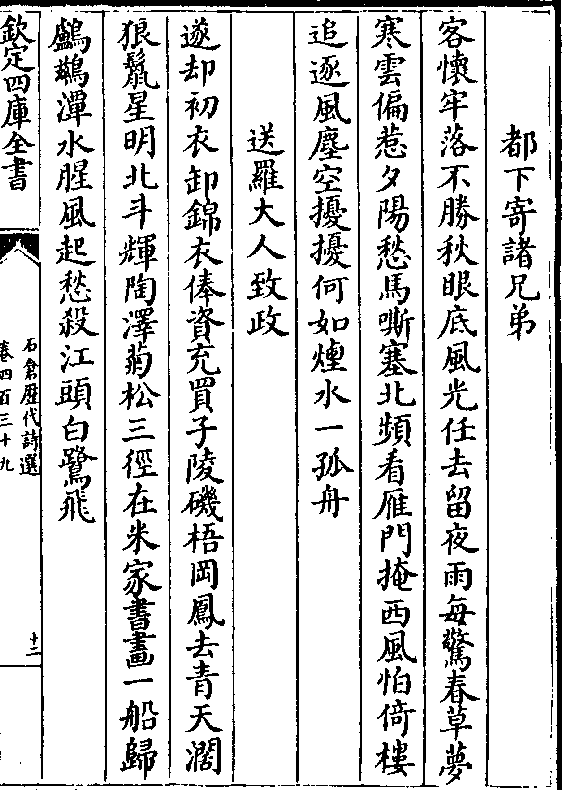 都下寄諸兄弟
客懷牢落不勝秋眼底風光任去留夜雨每驚春草夢
寒雲偏惹夕陽愁馬嘶塞北頻看雁門掩西風怕倚樓
追逐風塵空擾擾何如煙水一孤舟
送羅大人致政
遂却初衣卸錦衣俸資充買子陵磯梧岡鳳去青天濶
狼鬛星明北斗輝陶澤菊松三徑在米家書畫一船歸
鸕鷀潭水腥風起愁殺江頭白鷺飛
欽定四庫全書
石倉歷代詩選
卷四百三十九
十二